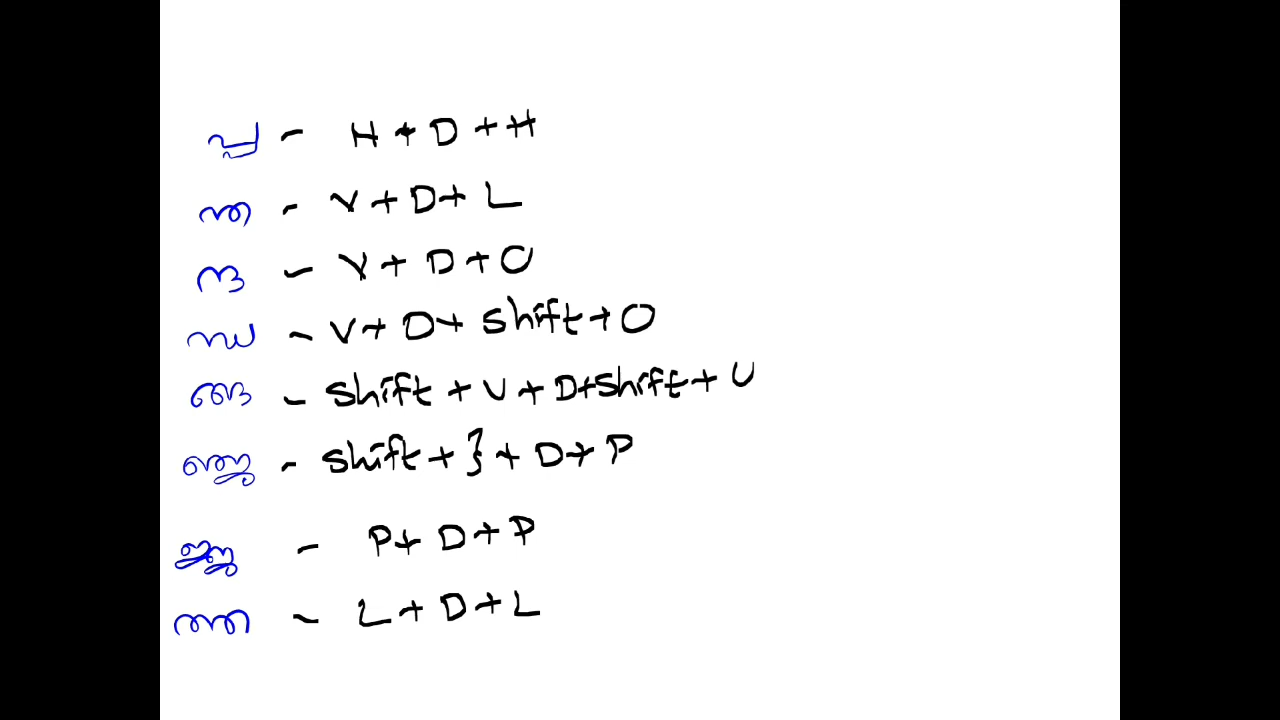 പ്പ - H + D + H
ന്ത - V + D + L
ന്ദ - V + D + O
ന്ധ - V + D + Shift + O
ങ്ങ - Shift + U + D + Shift + U
ഞ്ജ - Shift + } + D + P
ജ്ജ - P + D + P
ത്ത - L + D + L